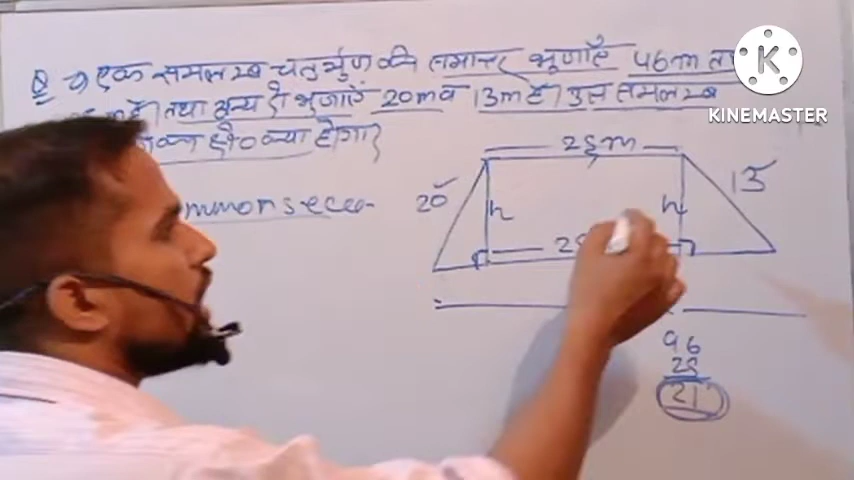 Q एक समलम्ब चतुर्भुज की समान्तर भुजाएँ 46m
m है। तथा अन्य दो भुजाएं 20m व 13m है। उस समलम्ब
का क्षे० क्या होगा?
K
KINEMASTER
25m
20
13
h
h
46
25
21